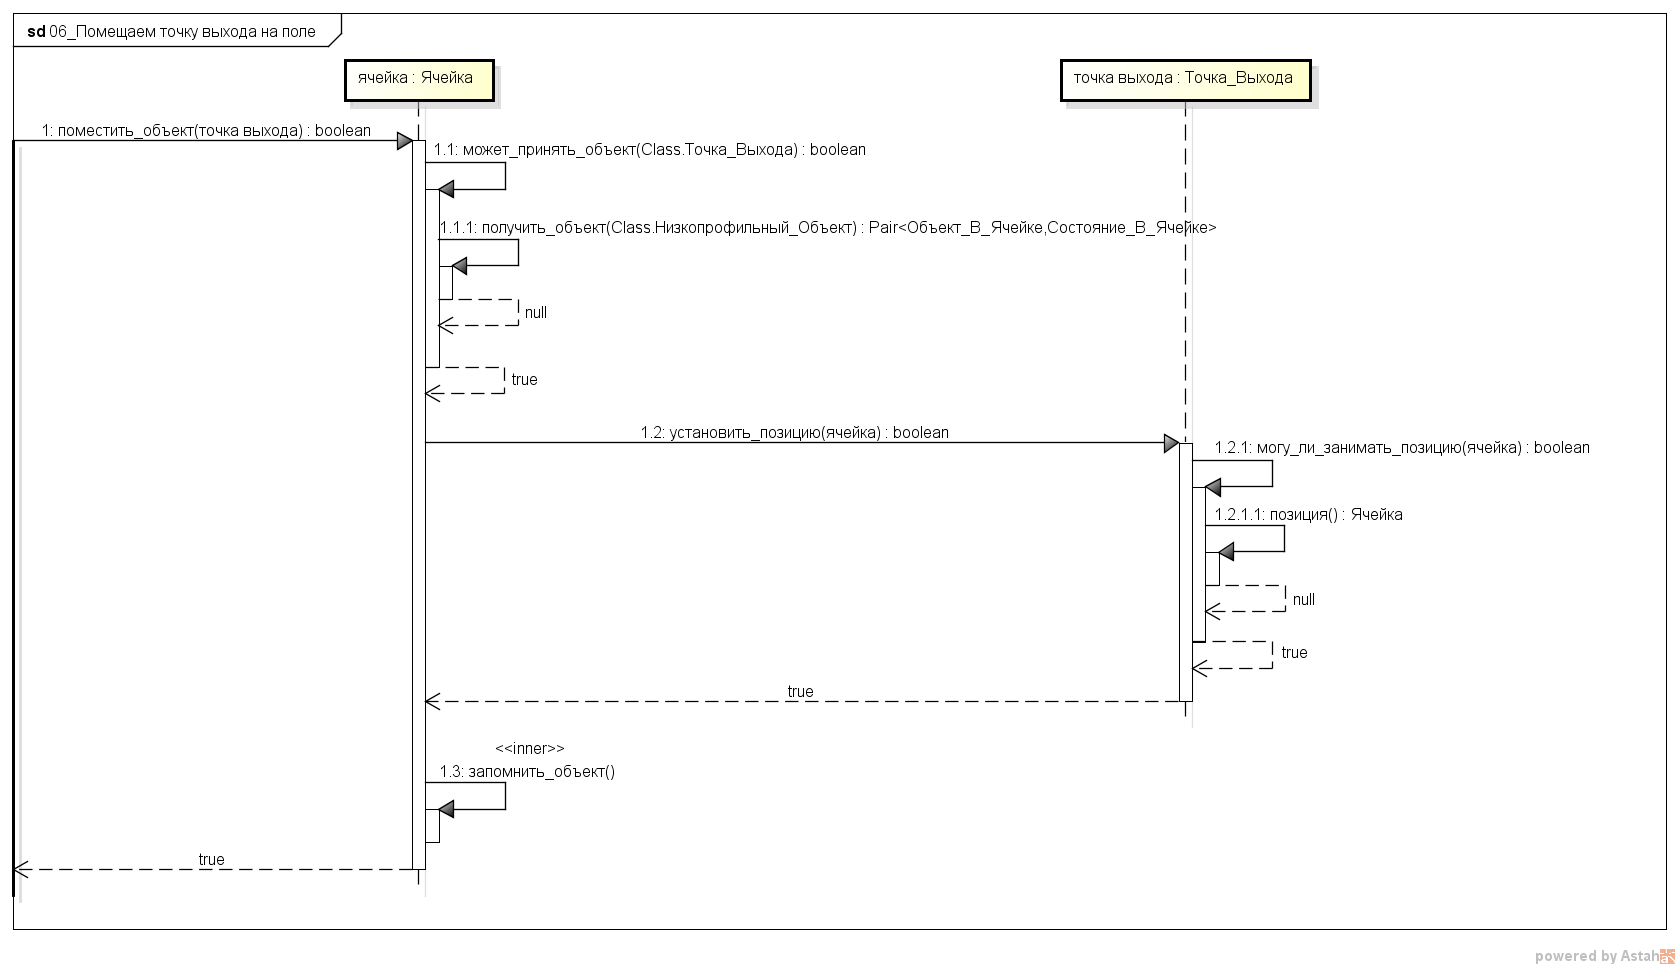 sd 06_Помещаем точку выхода на поле
ячейка : Ячейка
точка выхода : Точка_Выхода
1: поместить_объект(точка выхода) : boolean
1.1: может_принять_объект(Class.Точка_Выхода) : boolean
1.1.1: получить_объект(Class.Низкопрофильный_Объект) : Pair<Объект_В_Ячейке,Состояние_В_Ячейке>
null
true
1.2: установить_позицию(ячейка) : boolean
1.2.1: могу_ли_занимать_позицию(ячейка) : boolean
1.2.1.1: позиция() : Ячейка
null
true
true
<<inner>>
1.3: запомнить_объект()
true
powered by Astah